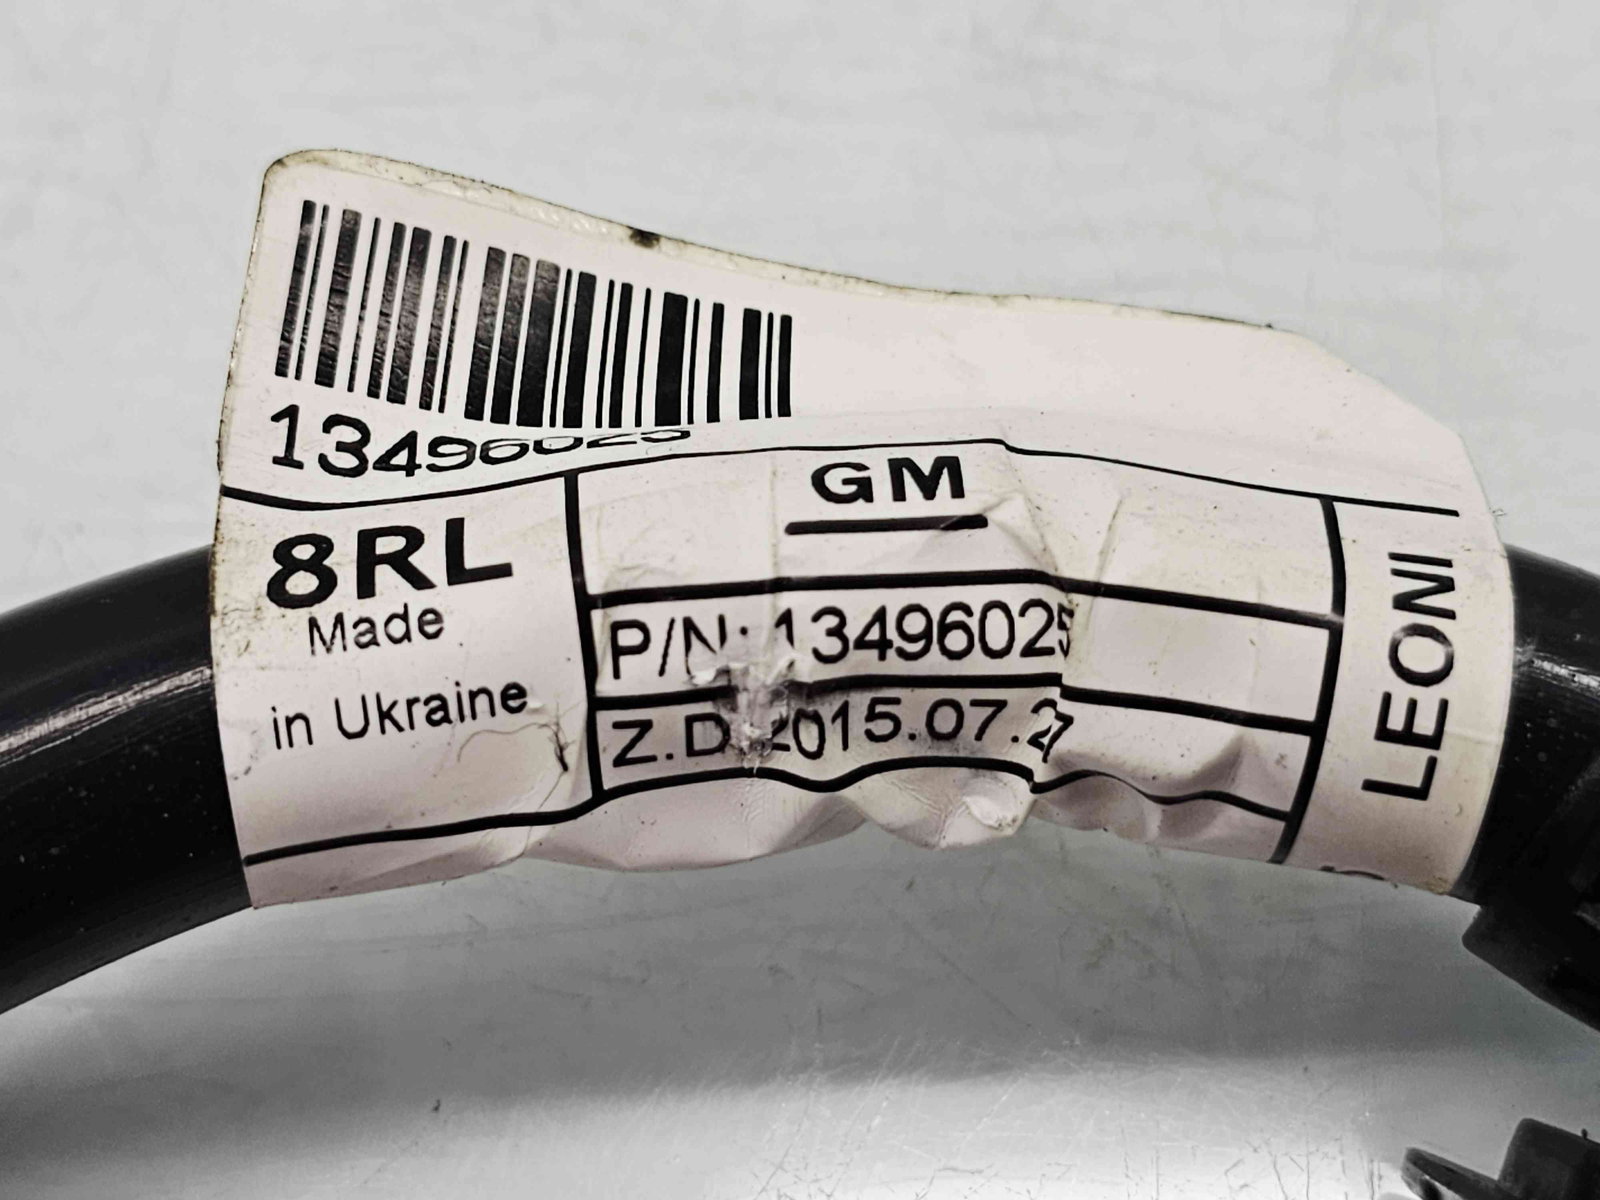 13496025
GM
8RL
Made
in Ukraine
P/N: 13496025
Z.D. 2015.07.27
LEONI